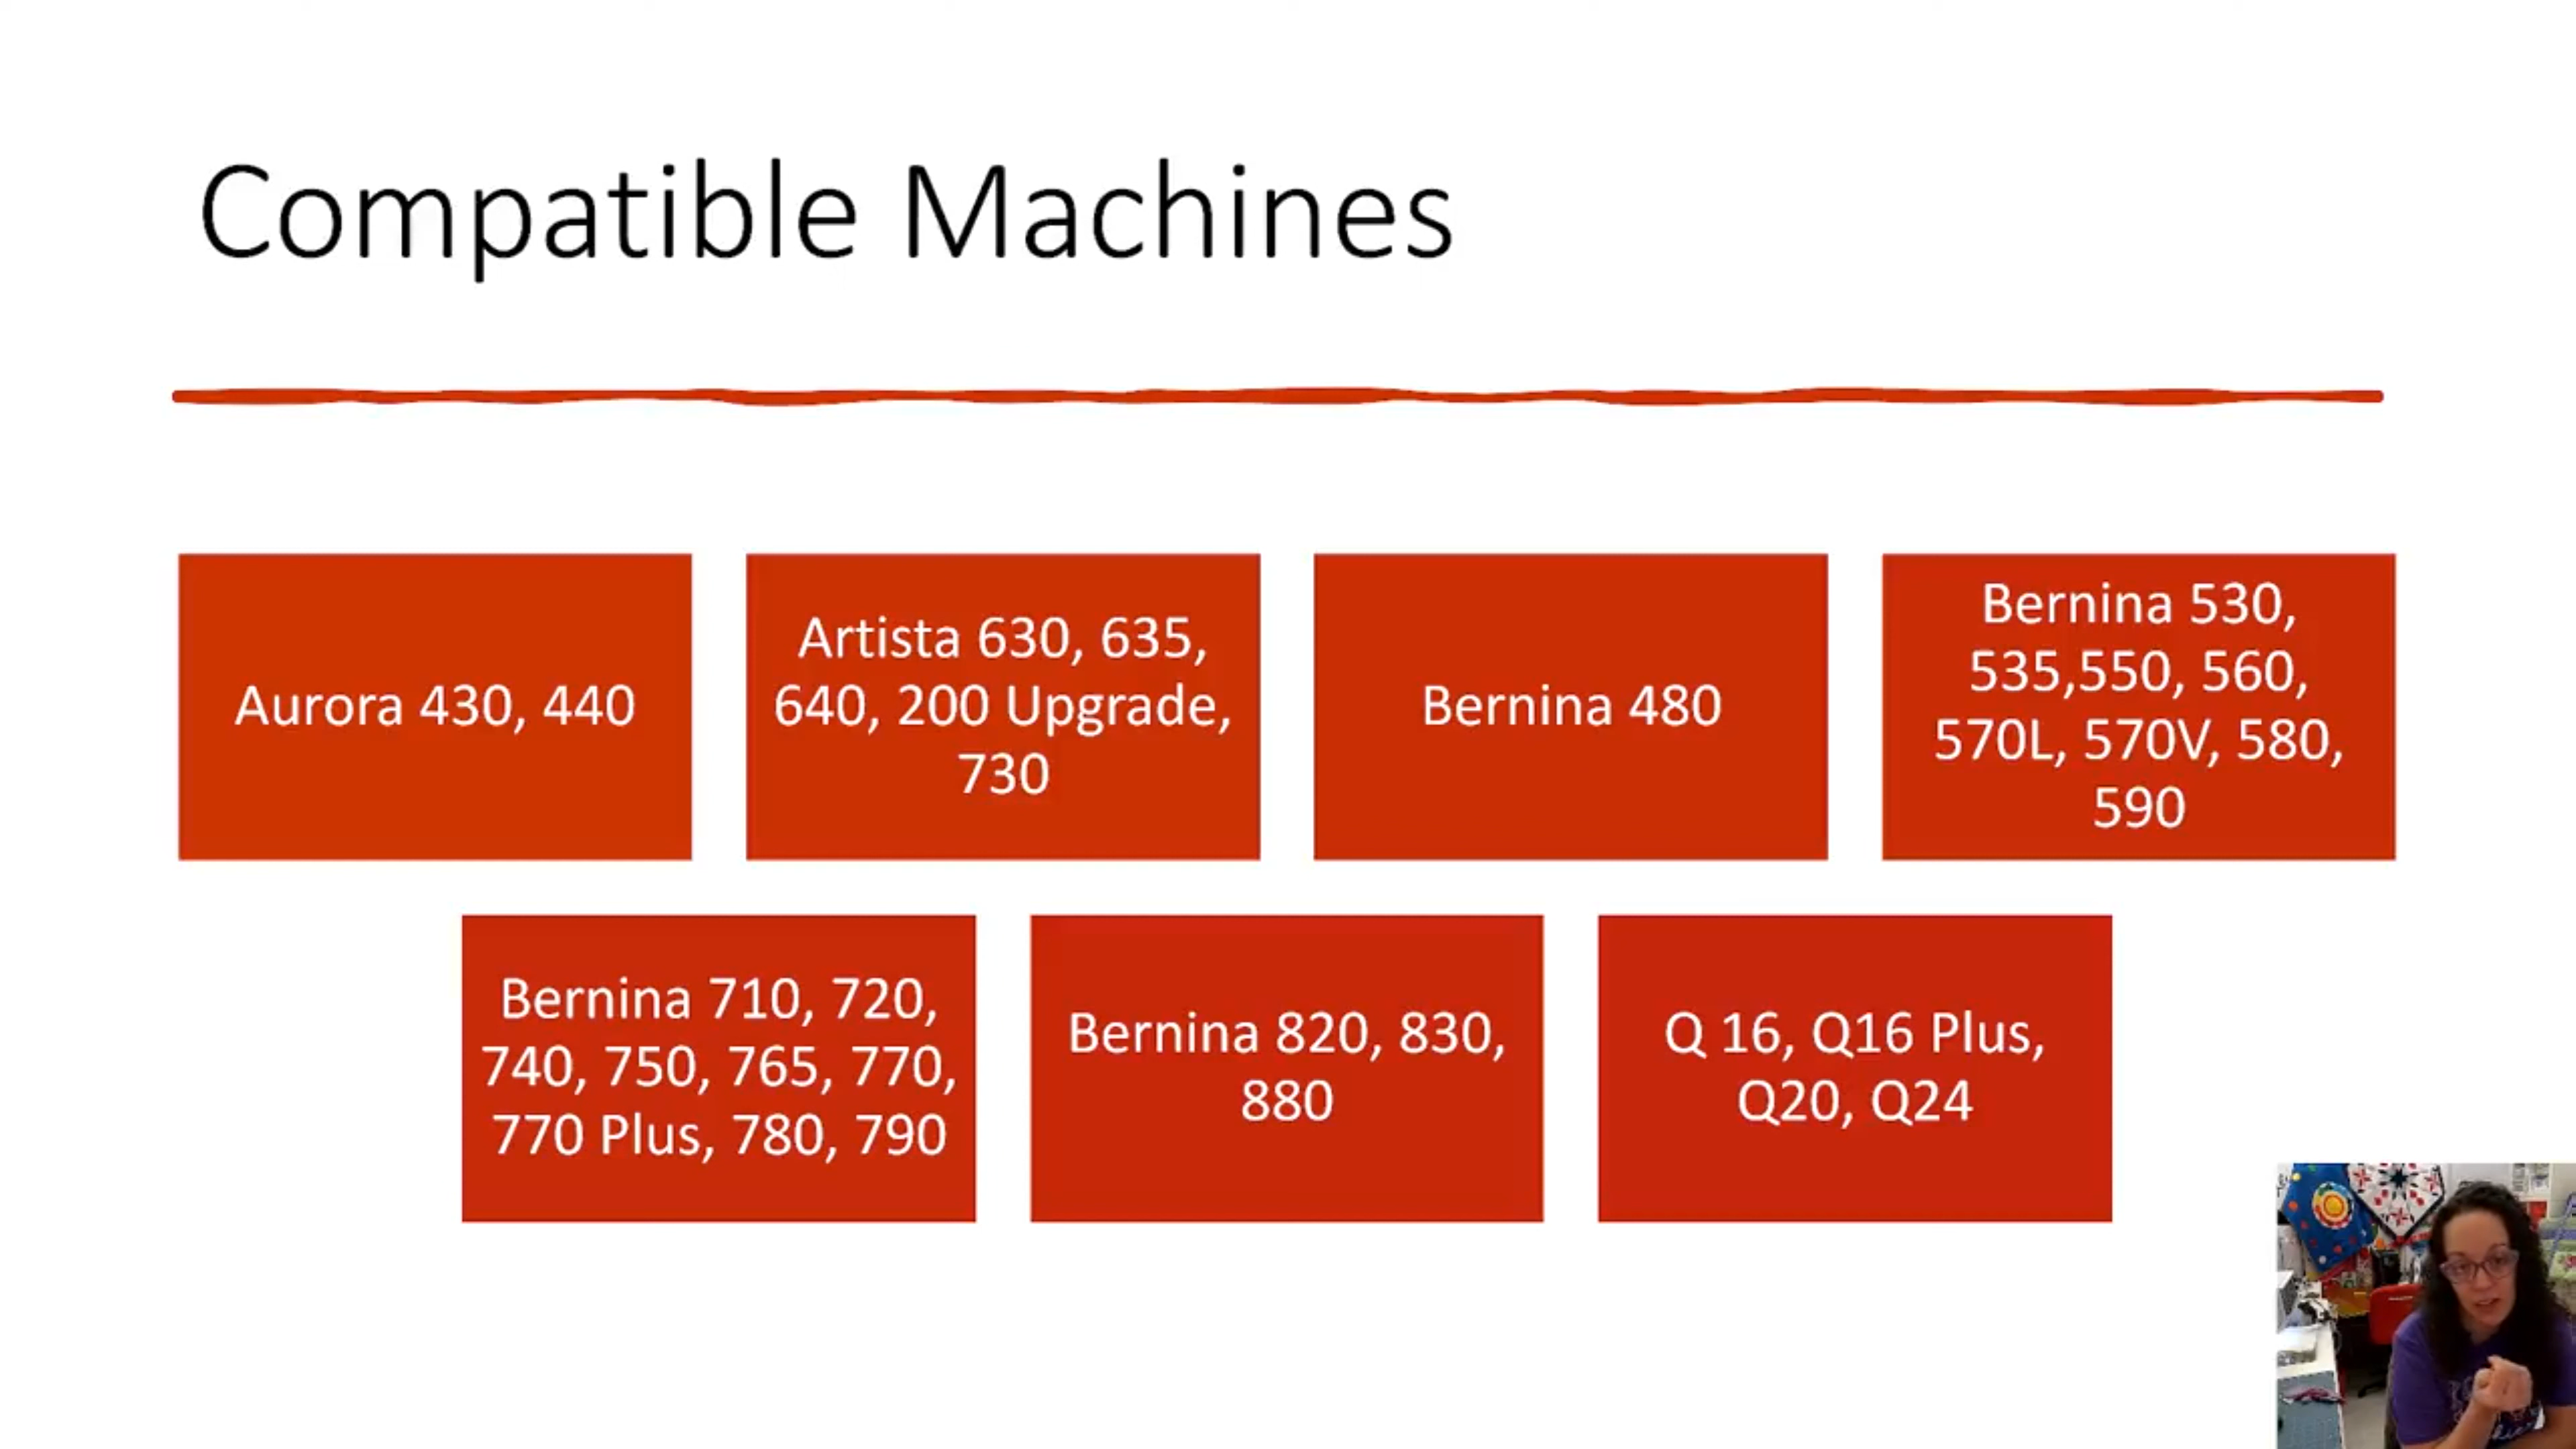 Compatible Machines
Aurora 430, 440
Artista 630, 635,
640, 200 Upgrade,
730
Bernina 480
Bernina 530,
535,550, 560,
570L, 570V, 580,
590
Bernina 710, 720,
740, 750, 765, 770,
770 Plus, 780, 790
Bernina 820, 830,
880
Q 16, Q16 Plus,
Q20, Q24